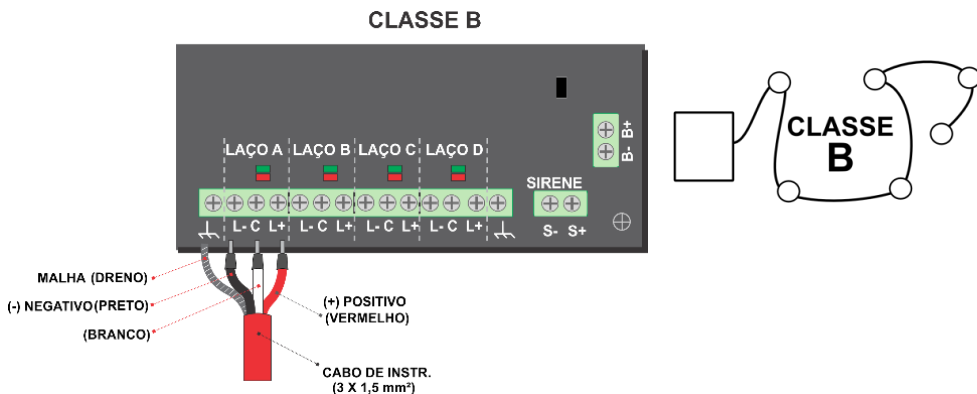 CLASSE B
LAÇO A LAÇO B LAÇO C LAÇO D
B+
B-
SIRENE
L- C L+ L- C L+ L- C L+ L- C L+
S- S+
MALHA (DRENO)
(-) NEGATIVO(PRETO)
(BRANCO)
(+) POSITIVO
(VERMELHO)
CABO DE INSTR.
(3 X 1,5 mm²)
CLASSE
B